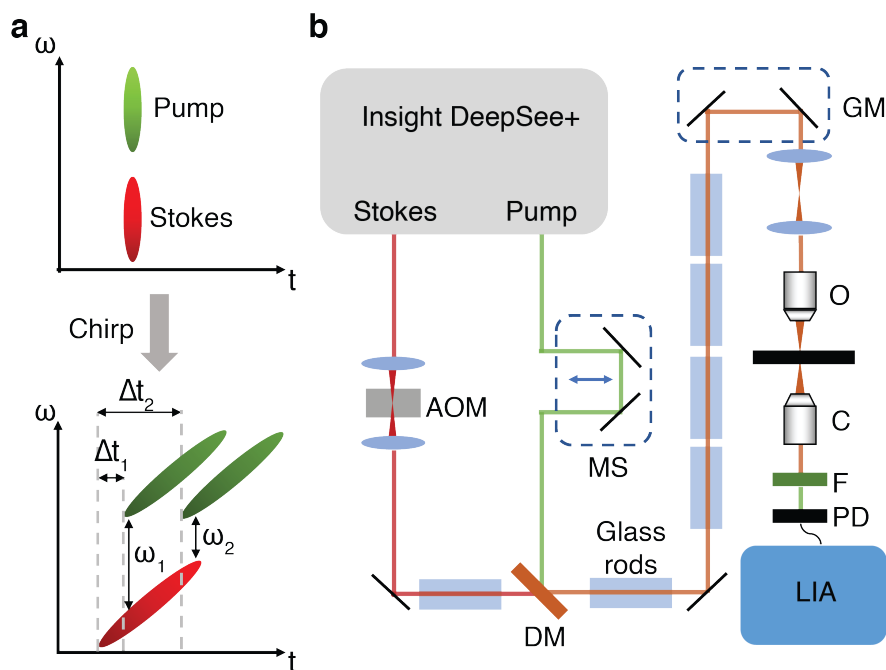 a
ω
Pump
Stokes
t
Chirp
Δt₂
ω
Δt₁
ω₁
ω₂
t
b
Insight DeepSee+
Stokes
Pump
GM
O
AOM
MS
C
F
PD
Glass
rods
DM
LIA